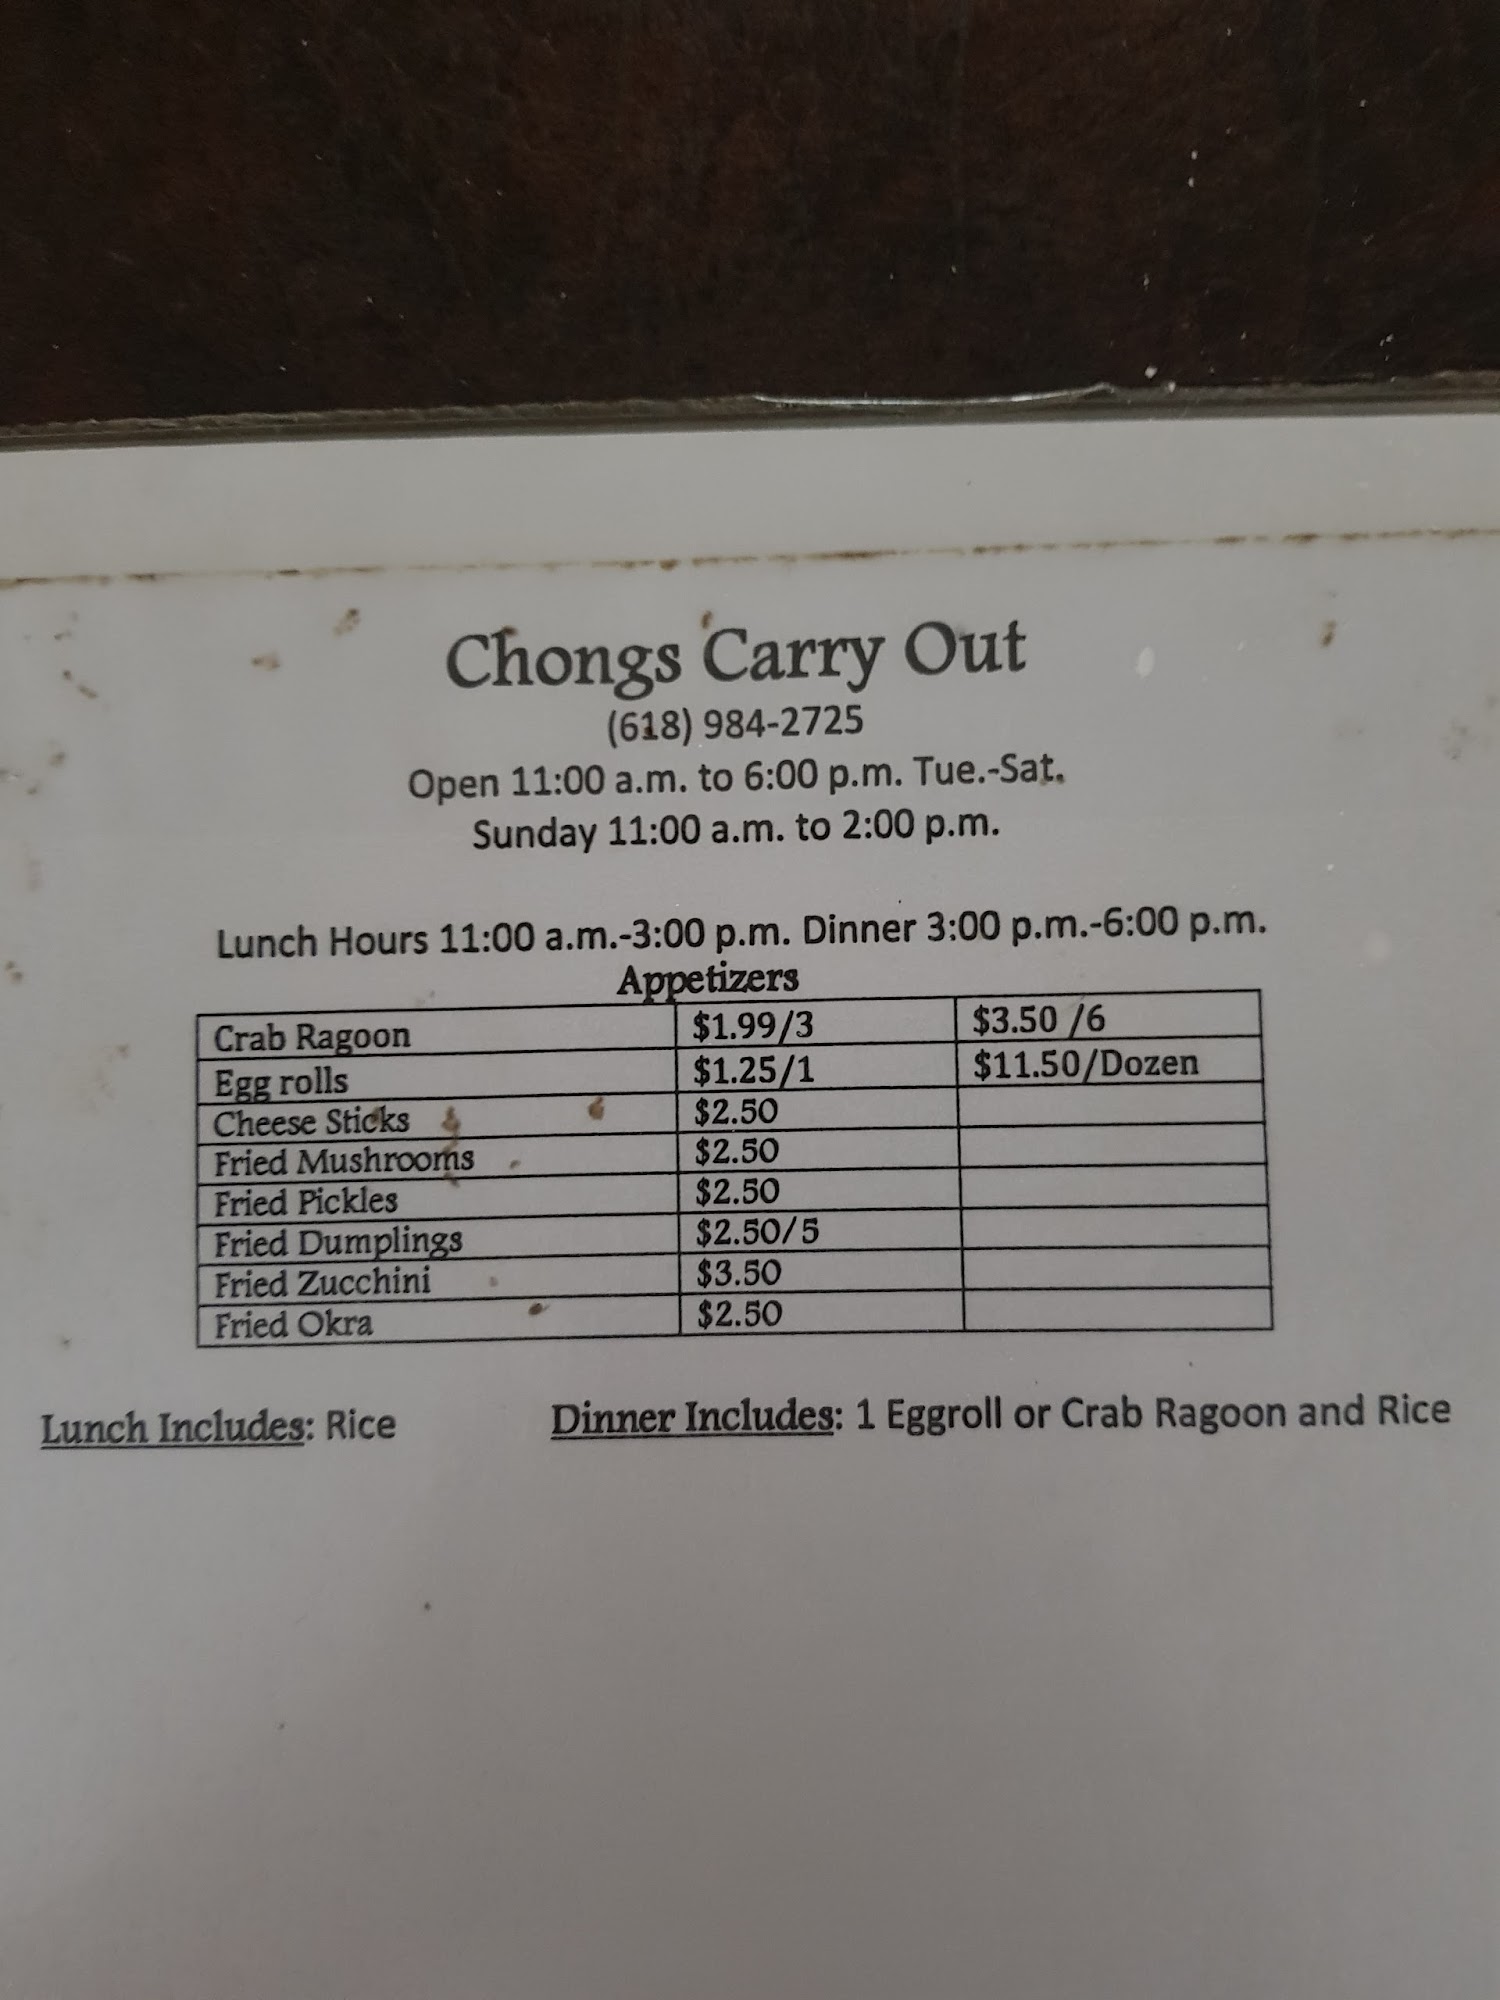 Chongs Carry Out
(618) 984-2725
Open 11:00 a.m. to 6:00 p.m. Tue.-Sat.
Sunday 11:00 a.m. to 2:00 p.m.
Lunch Hours 11:00 a.m.-3:00 p.m. Dinner 3:00 p.m.-6:00 p.m.
Appetizers
Crab Ragoon $1.99/3 $3.50 /6
Egg rolls $1.25/1 $11.50/Dozen
Cheese Sticks $2.50
Fried Mushrooms $2.50
Fried Pickles $2.50
Fried Dumplings $2.50/5
Fried Zucchini $3.50
Fried Okra $2.50
Lunch Includes: Rice Dinner Includes: 1 Eggroll or Crab Ragoon and Rice